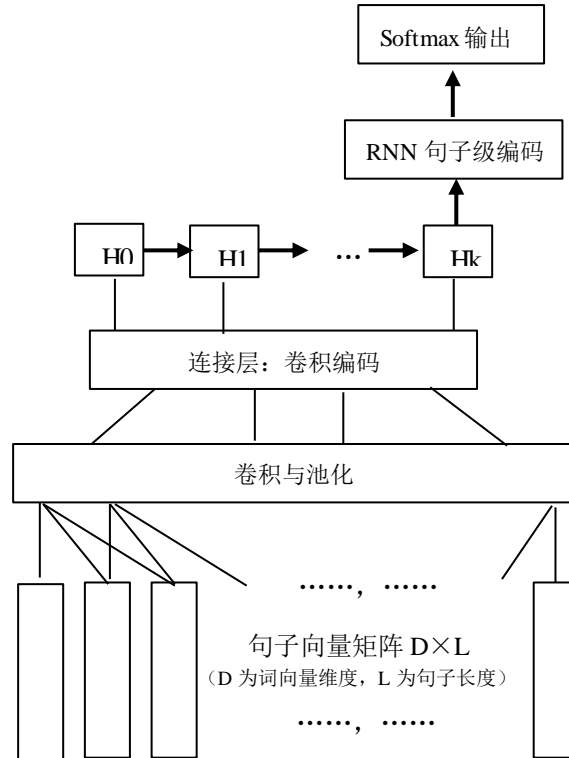 Softmax 输出
RNN 句子级编码
H0 H1 … Hk
连接层：卷积编码
卷积与池化
……，……
句子向量矩阵 D×L
（D 为词向量维度，L 为句子长度）
……，……